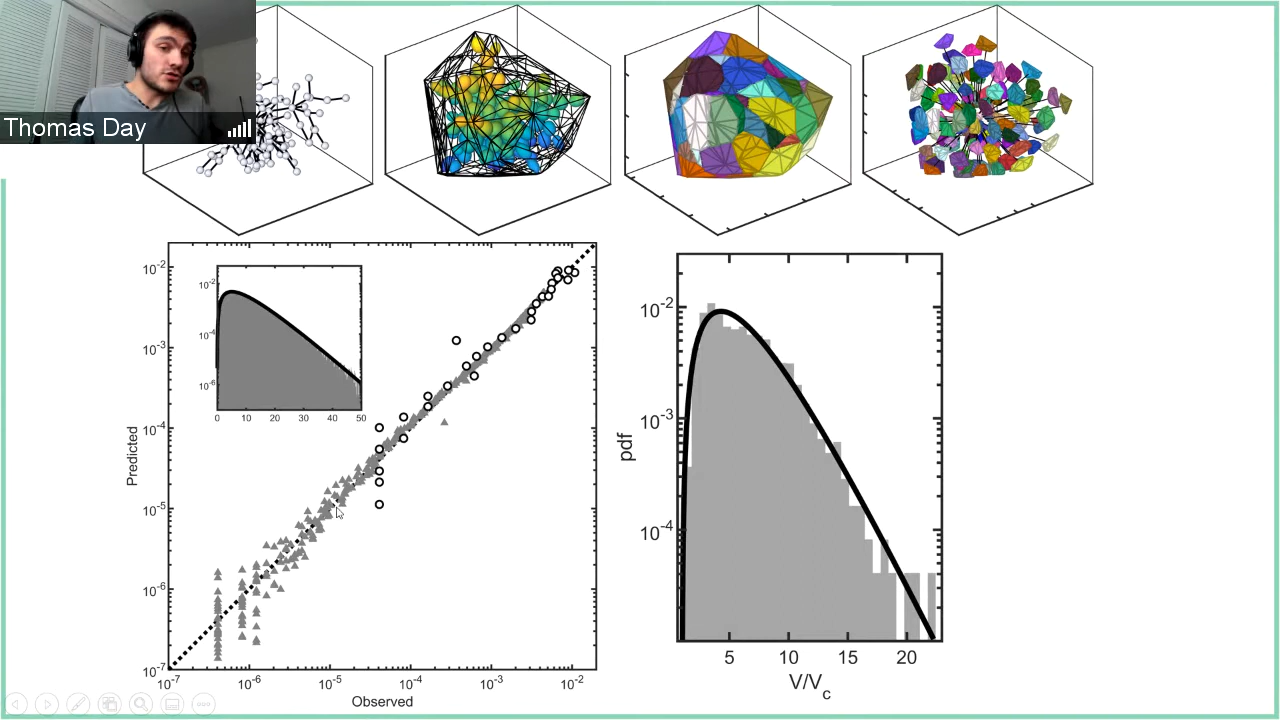 Thomas Day
10^-2
10^-3
10^-4
10^-5
10^-6
10^-7
Predicted
10^-2
10^-4
10^-6
0 10 20 30 40 50
10^-7 10^-6 10^-5 10^-4 10^-3 10^-2
Observed
10^-2
10^-3
10^-4
pdf
5 10 15 20
V/V_c